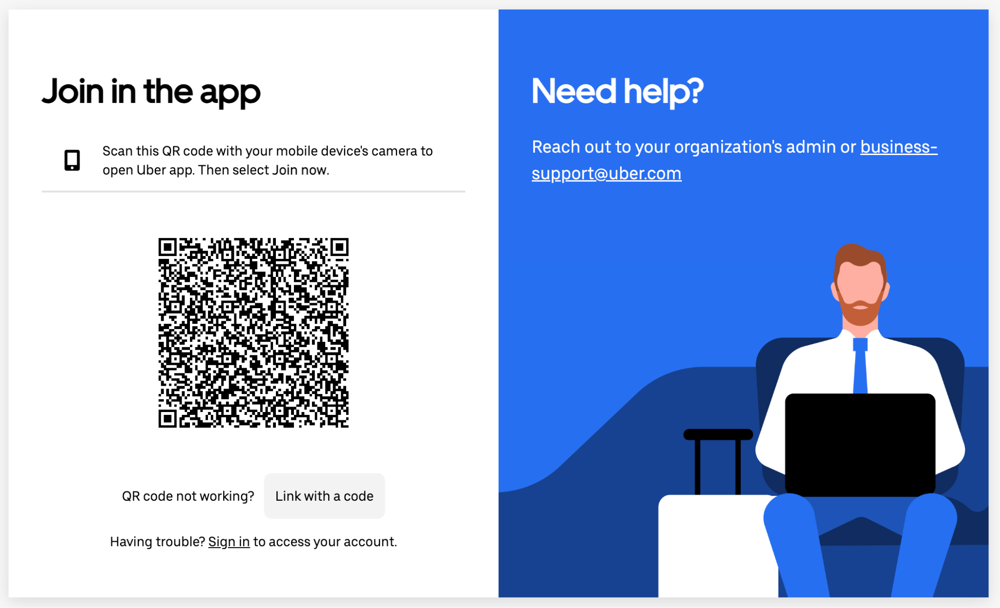 Join in the app
Scan this QR code with your mobile device's camera to
open Uber app. Then select Join now.
QR code not working?
Link with a code
Having trouble? Sign in to access your account.
Need help?
Reach out to your organization's admin or business-
support@uber.com